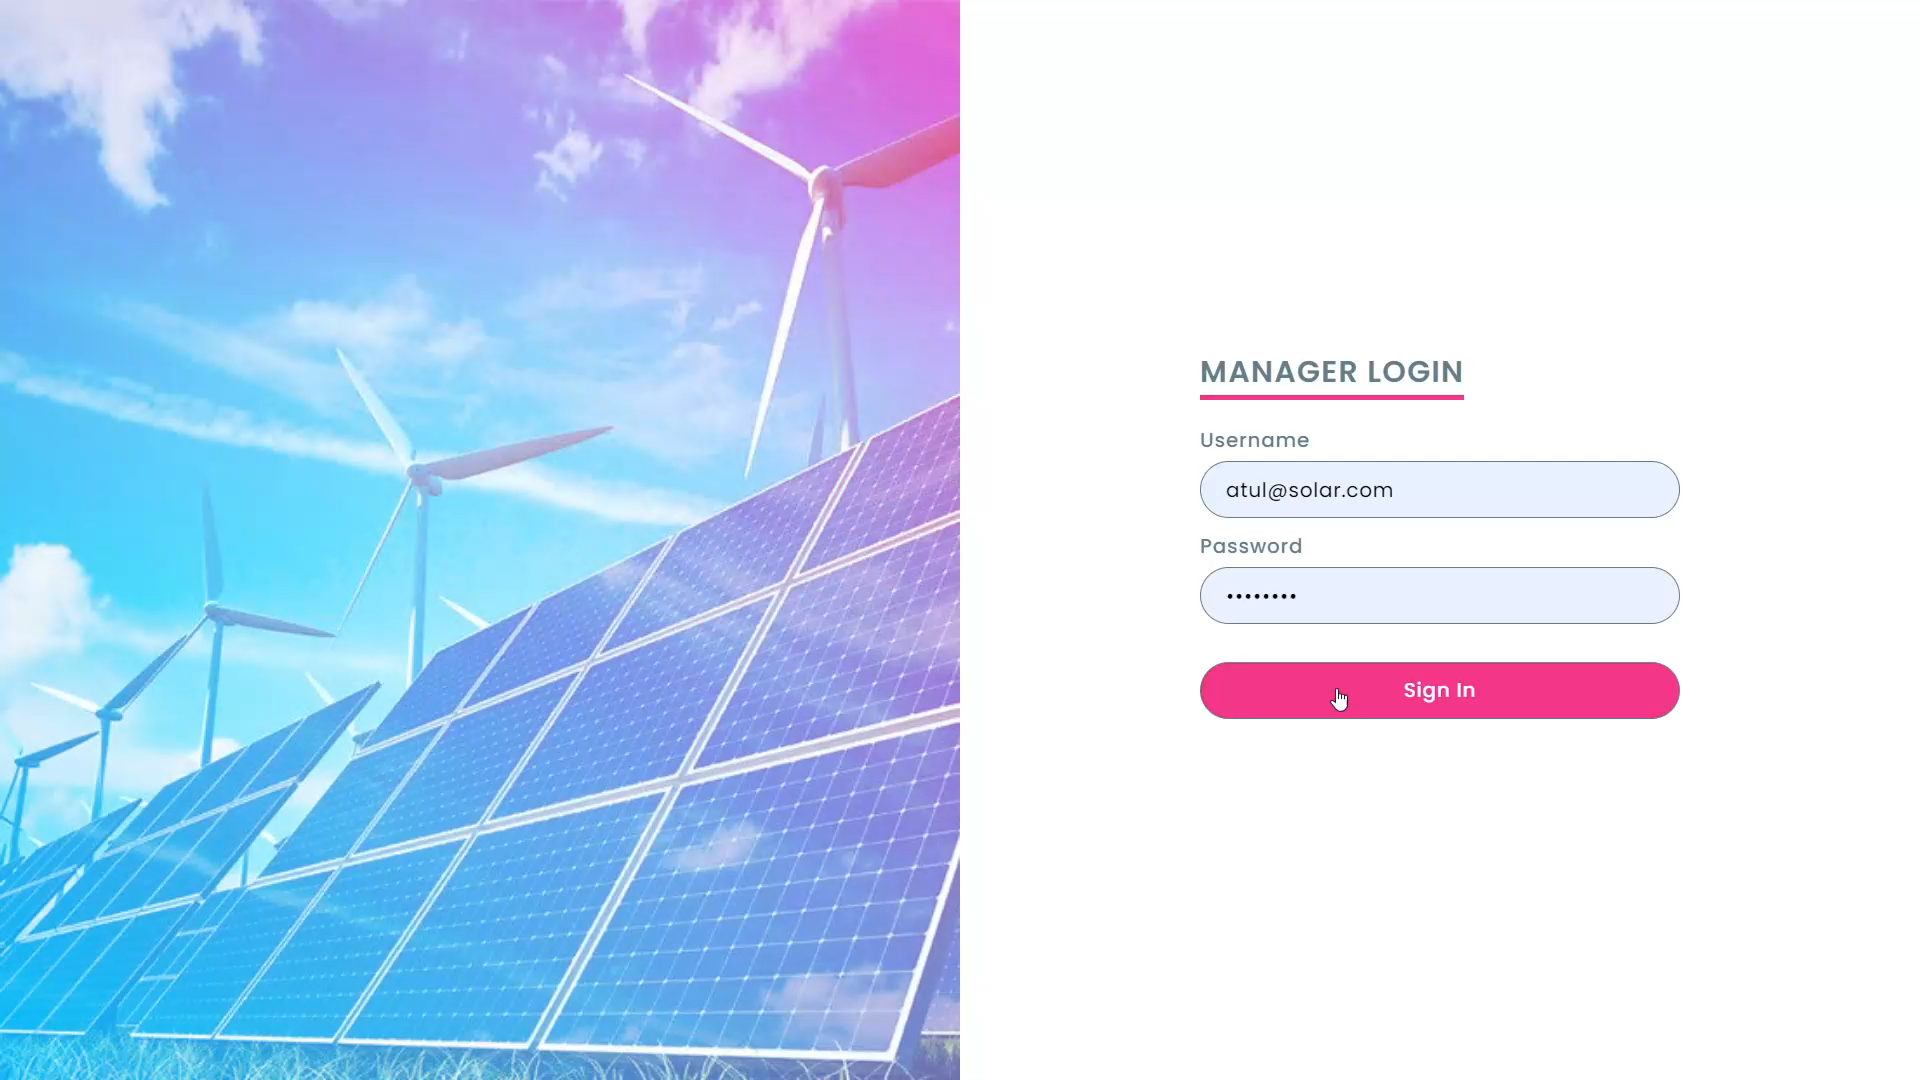 MANAGER LOGIN
Username
atul@solar.com
Password
••••••••
Sign In